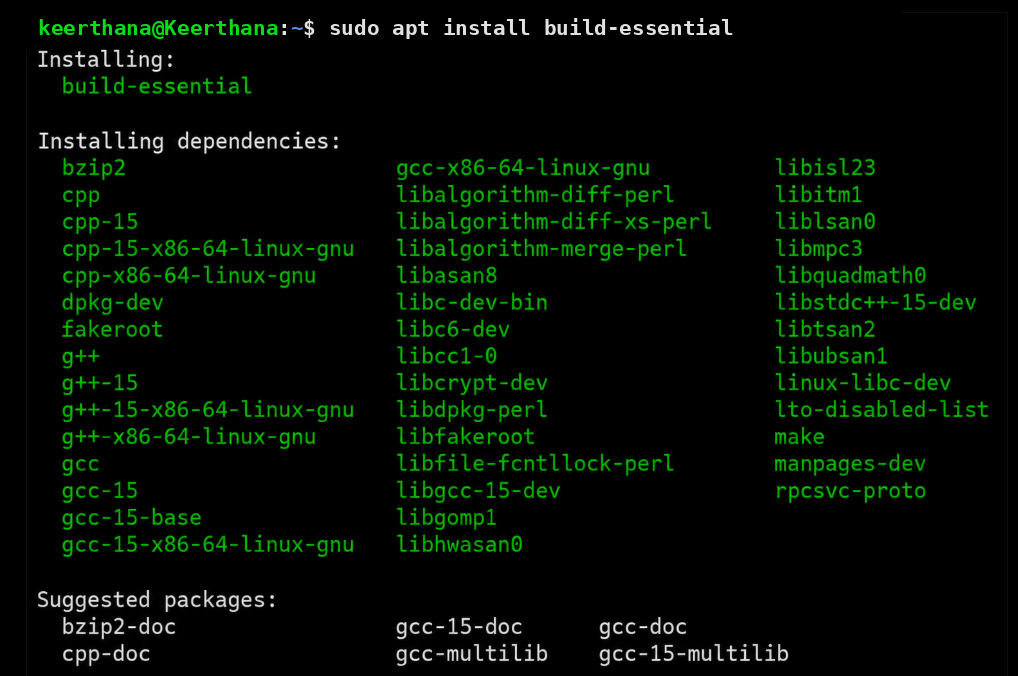 keerthana@Keerthana:~$ sudo apt install build-essential
Installing:
build-essential
Installing dependencies:
bzip2 gcc-x86-64-linux-gnu libisl23
cpp libalgorithm-diff-perl libitm1
cpp-15 libalgorithm-diff-xs-perl liblsan0
cpp-15-x86-64-linux-gnu libalgorithm-merge-perl libmpc3
cpp-x86-64-linux-gnu libasan8 libquadmath0
dpkg-dev libc-dev-bin libstdc++-15-dev
fakeroot libc6-dev libtsan2
g++ libcc1-0 libubsan1
g++-15 libcrypt-dev linux-libc-dev
g++-15-x86-64-linux-gnu libdpkg-perl lto-disabled-list
g++-x86-64-linux-gnu libfakeroot make
gcc libfile-fcntllock-perl manpages-dev
gcc-15 libgcc-15-dev rpcsvc-proto
gcc-15-base libgomp1
gcc-15-x86-64-linux-gnu libhwasan0
Suggested packages:
bzip2-doc gcc-15-doc gcc-doc
cpp-doc gcc-multilib gcc-15-multilib